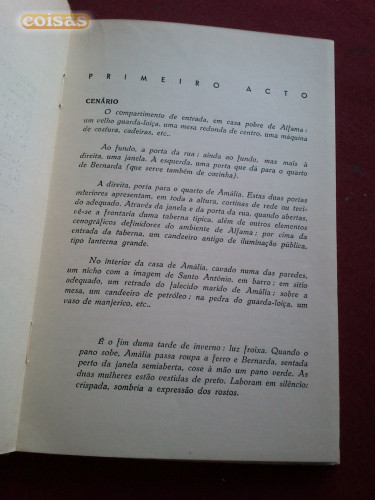 coisas
PRIMEIRO ACTO
CENÁRIO
O compartimento de entrada, em casa pobre de Alfama:
um velho guarda-loiça, uma mesa redonda de centro, uma máquina
de costura, cadeiras, etc..
Ao fundo, a porta da rua: ainda ao fundo, mas mais à
direita, uma janela. À esquerda, uma porta que dá para o quarto
de Bernarda (que serve também de cozinha).
À direita, porta para o quarto de Amália. Estas duas portas
interiores apresentam, em toda a altura, cortinas de rede ou teci-
do adequado. Através da janela e da porta da rua, quando abertas,
vê-se a frontaria duma taberna típica, além de outros elementos
cenográficos definidores do ambiente de Alfama; por cima da
entrada da taberna, um candeeiro antigo de iluminação pública,
tipo lanterna grande.
No interior da casa de Amália, cavado numa das paredes,
um nicho com a imagem de Santo António, em barro; em sítio
adequado, um retrado do falecido marido de Amália; sobre a
mesa, um candeeiro de petróleo; na pedra do guarda-loiça, um
vaso de manjerico, etc..
É o fim duma tarde de inverno: luz froixa. Quando o
pano sobe, Amália passa roupa a ferro e Bernarda, sentada
perto da janela semiaberta, cose à mão um pano verde. As
duas mulheres estão vestidas de preto. Laboram em silêncio:
crispada, sombria a expressão dos rostos.